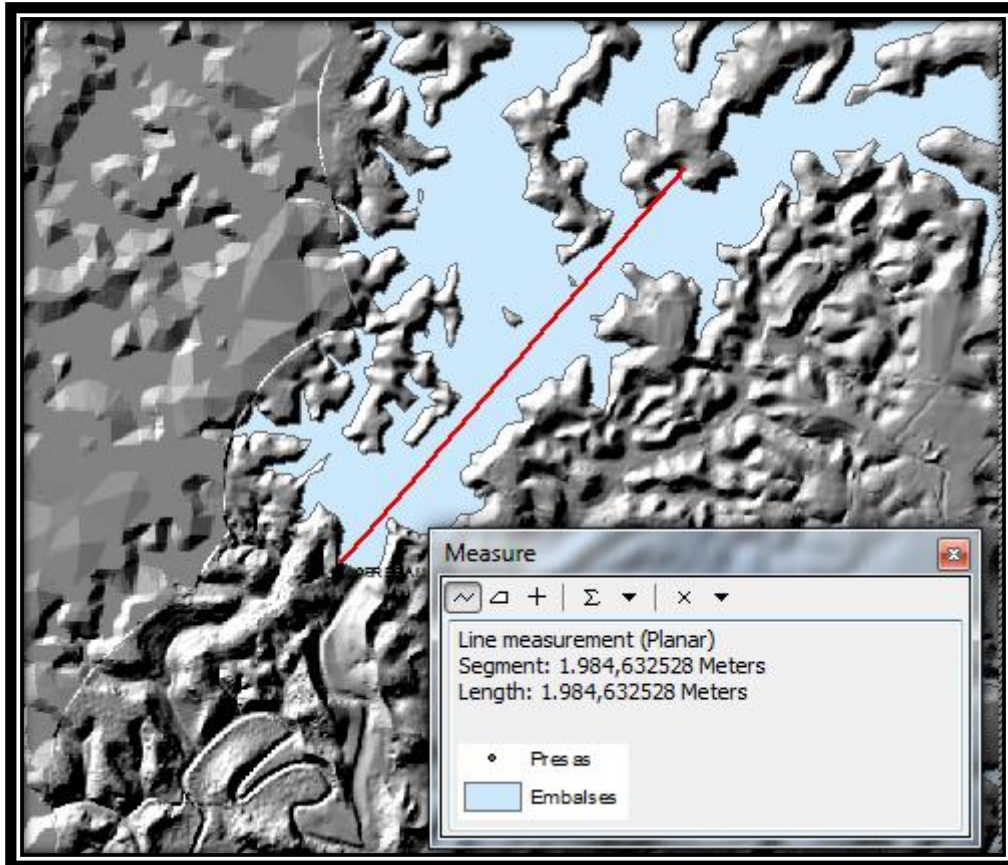 Measure
Line measurement (Planar)
Segment: 1.984,632528 Meters
Length: 1.984,632528 Meters
Presas
Embalses